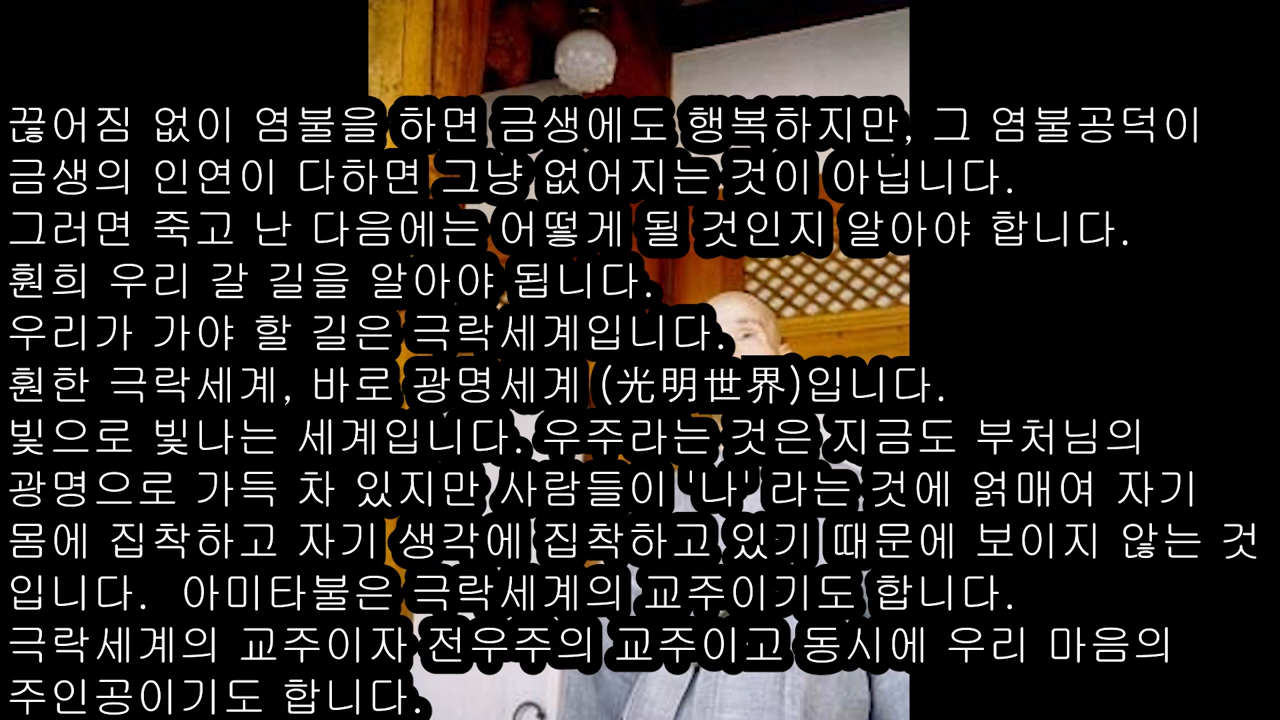 끊어짐 없이 염불을 하면 금생에도 행복하지만, 그 염불공덕이
금생의 인연이 다하면 그냥 없어지는 것이 아닙니다.
그러면 죽고 난 다음에는 어떻게 될 것인지 알아야 합니다.
훤희 우리 갈 길을 알아야 됩니다.
우리가 가야 할 길은 극락세계입니다.
훤한 극락세계, 바로 광명세계 (光明世界)입니다.
빛으로 빛나는 세계입니다. 우주라는 것은 지금도 부처님의
광명으로 가득 차 있지만 사람들이 '나' 라는 것에 얽매여 자기
몸에 집착하고 자기 생각에 집착하고 있기 때문에 보이지 않는 것
입니다.  아미타불은 극락세계의 교주이기도 합니다.
극락세계의 교주이자 전우주의 교주이고 동시에 우리 마음의
주인공이기도 합니다.